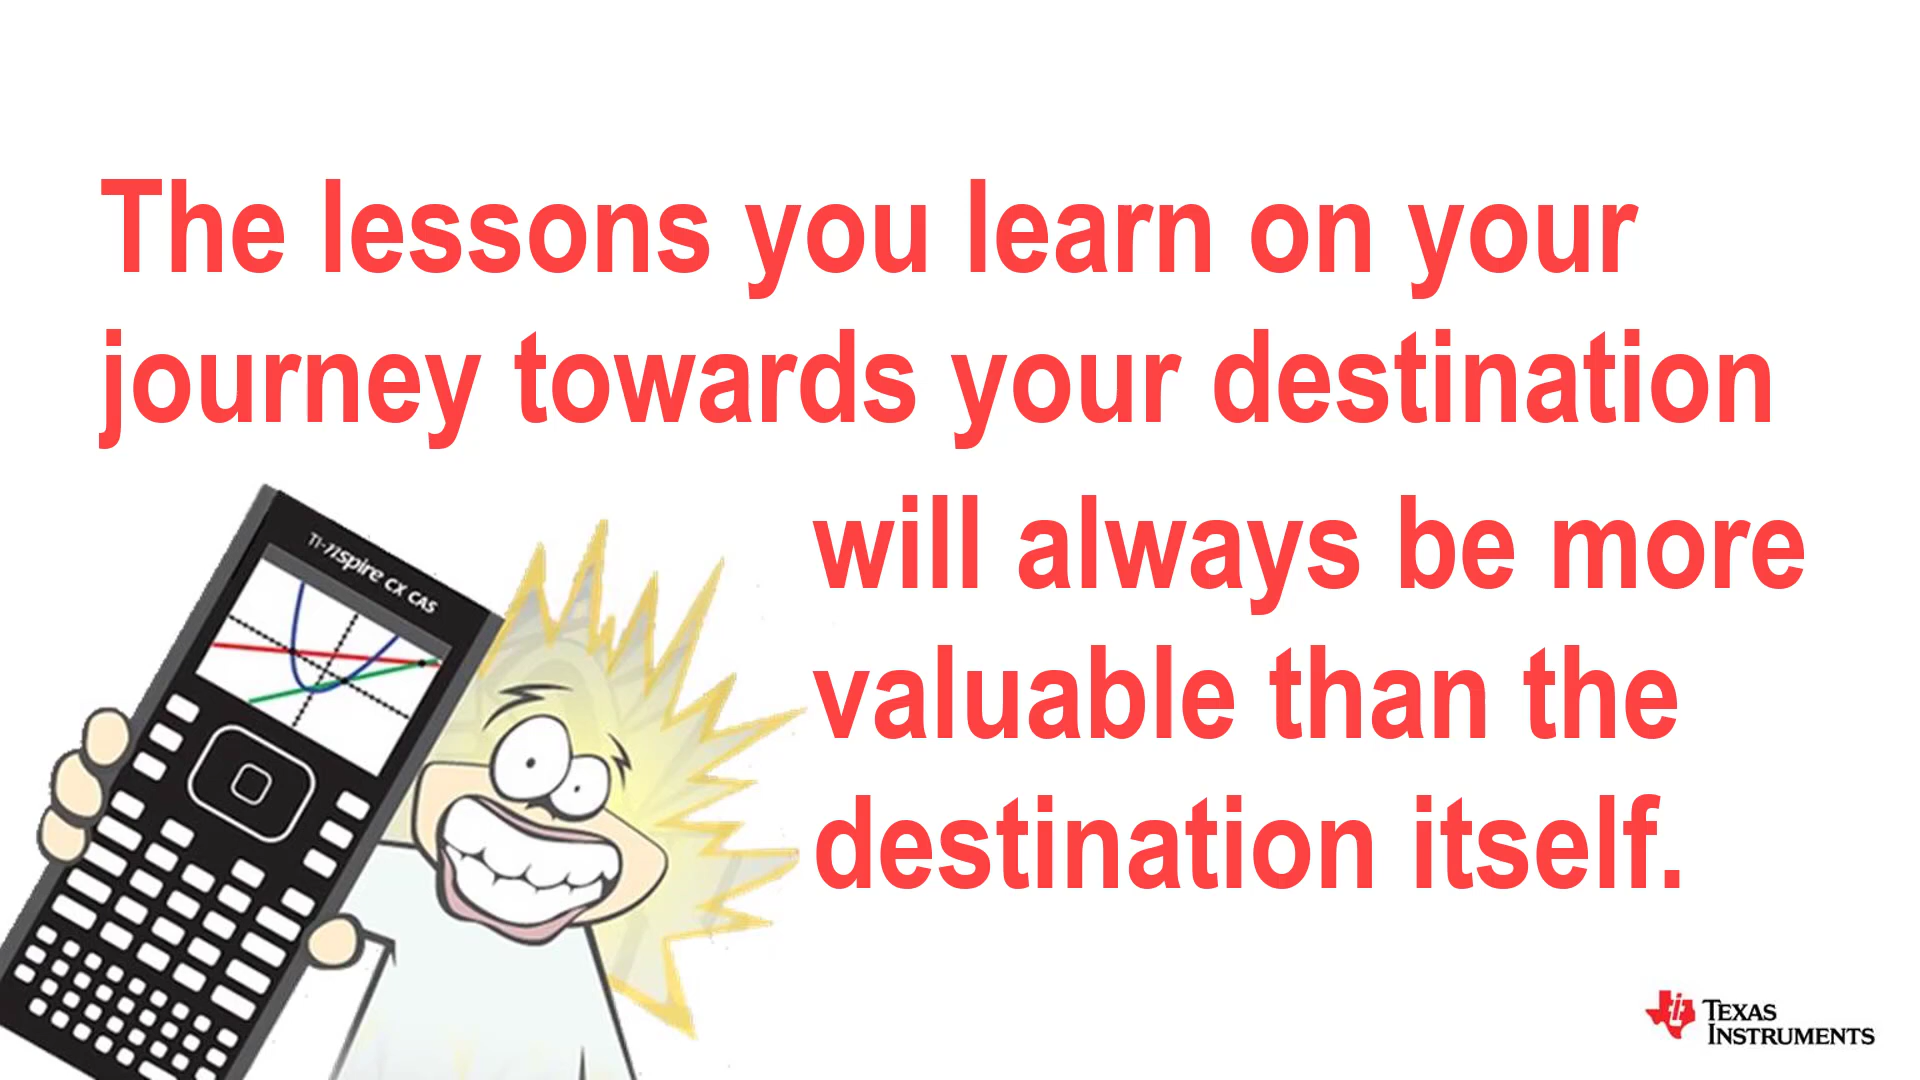 The lessons you learn on your
journey towards your destination
will always be more
valuable than the
destination itself.
TI-nspire CX CAS
TEXAS
INSTRUMENTS